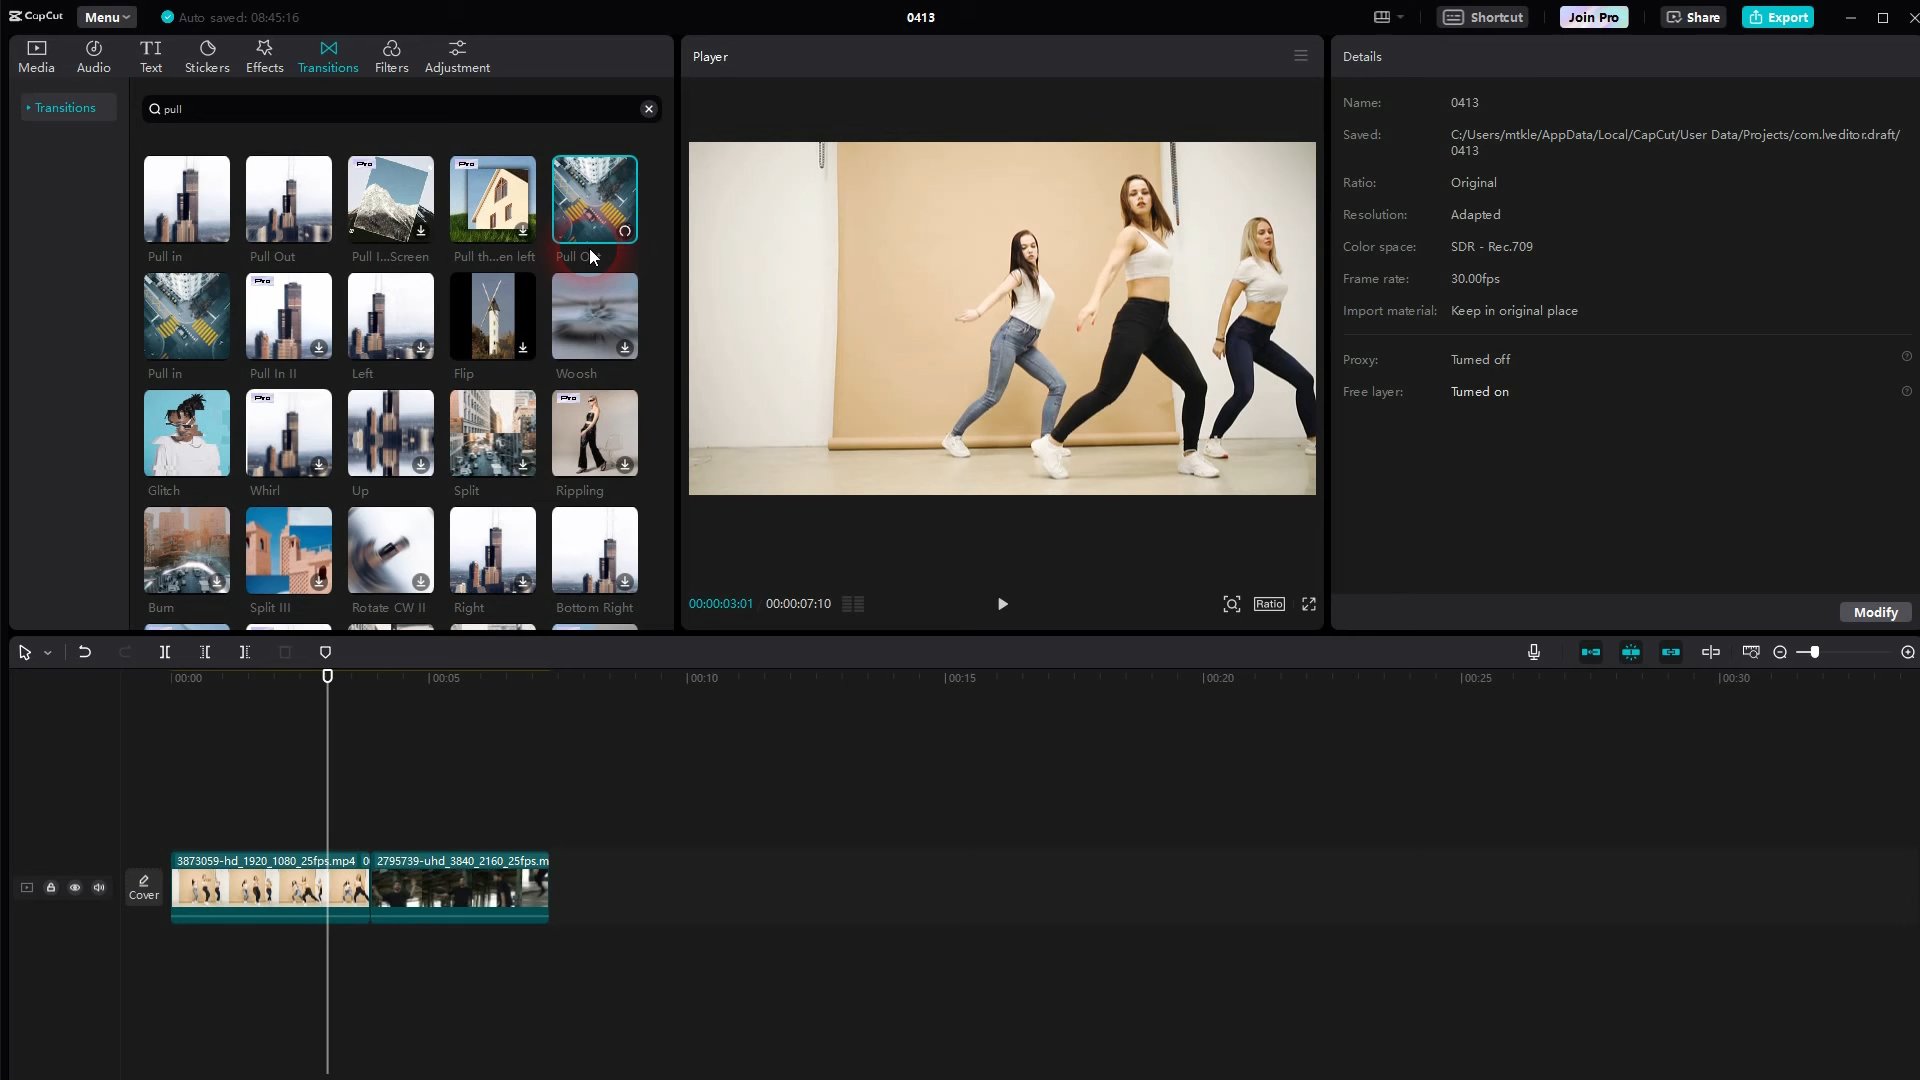 CapCut
Menu
Auto saved: 08:45:16
0413
Shortcut
Join Pro
Share
Export
Media
Audio
TI
Text
Stickers
Effects
Transitions
Filters
Adjustment
Player
Details
Transitions
pull
Pro
Pro
Pull in
Pull Out
Pull I...Screen
Pull th...en left
Pull O
Pro
Pull in
Pull In II
Left
Flip
Woosh
Pro
Pro
Glitch
Whirl
Up
Split
Rippling
Burn
Split III
Rotate CW II
Right
Bottom Right
Name:
0413
Saved:
C:/Users/mtkle/AppData/Local/CapCut/User Data/Projects/com.lveditor.draft/
0413
Ratio:
Original
Resolution:
Adapted
Color space:
SDR - Rec.709
Frame rate:
30.00fps
Import material:
Keep in original place
Proxy:
Turned off
Free layer:
Turned on
Modify
00:00:03:01
00:00:07:10
Ratio
00:00
00:05
00:10
00:15
00:20
00:25
00:30
3873059-hd_1920_1080_25fps.mp4 0
2795739-uhd_3840_2160_25fps.m
Cover